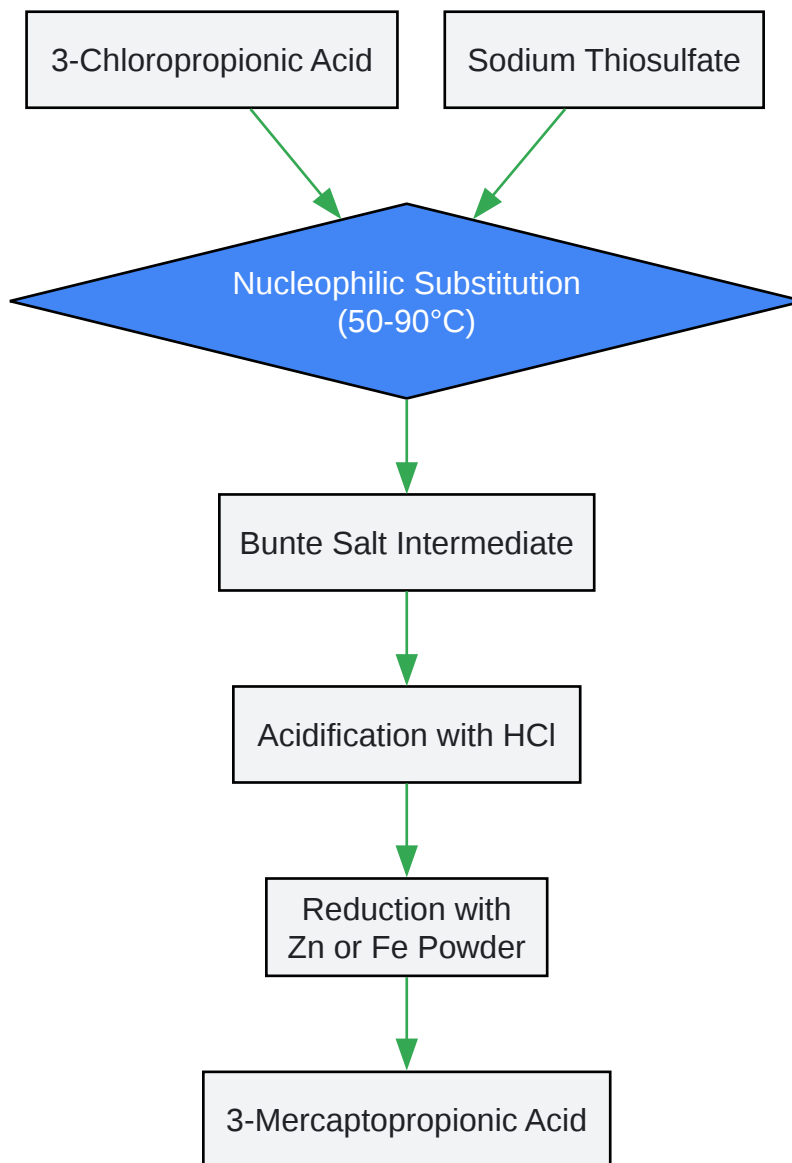 3-Chloropropionic Acid
Sodium Thiosulfate
Nucleophilic Substitution
(50-90°C)
Bunte Salt Intermediate
Acidification with HCl
Reduction with
Zn or Fe Powder
3-Mercaptopropionic Acid